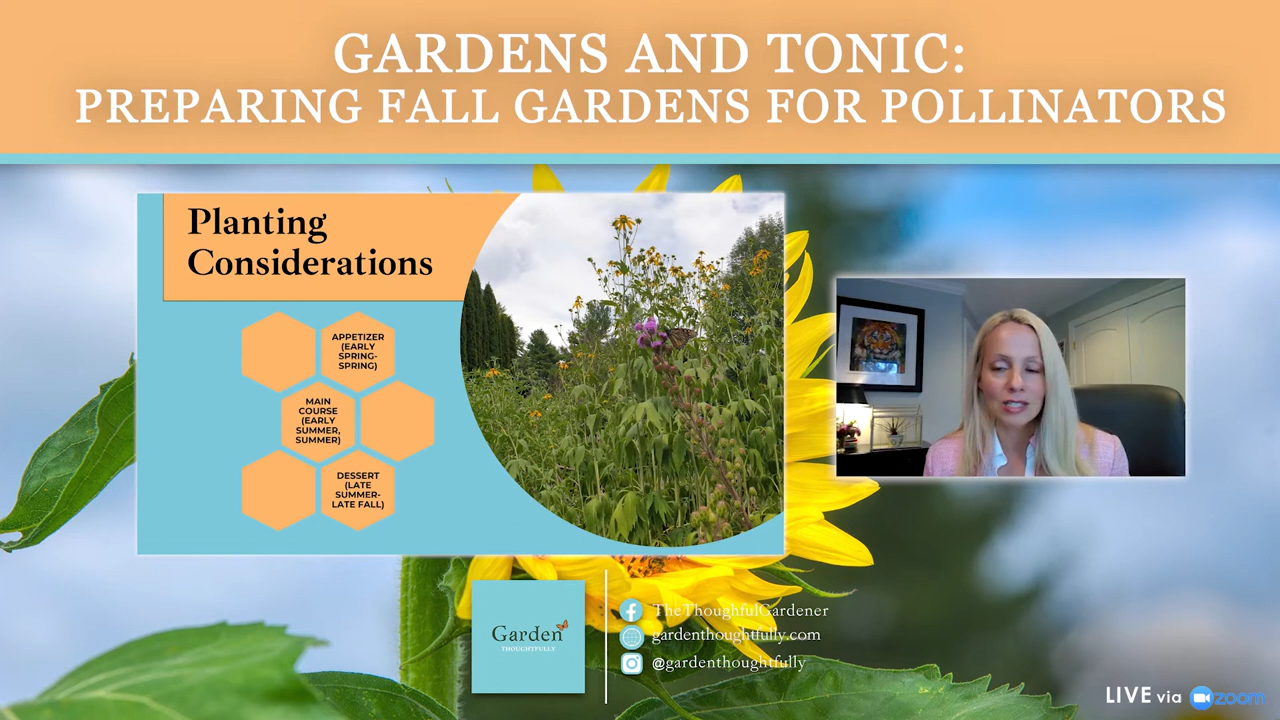 GARDENS AND TONIC:
PREPARING FALL GARDENS FOR POLLINATORS
Planting
Considerations
APPETIZER
(EARLY
SPRING-
SPRING)
MAIN
COURSE
(EARLY
SUMMER,
SUMMER)
DESSERT
(LATE
SUMMER-
LATE FALL)
Garden
THOUGHTFULLY
TheThoughfulGardener
gardenthoughtfully.com
@gardenthoughtfully
LIVE via zoom